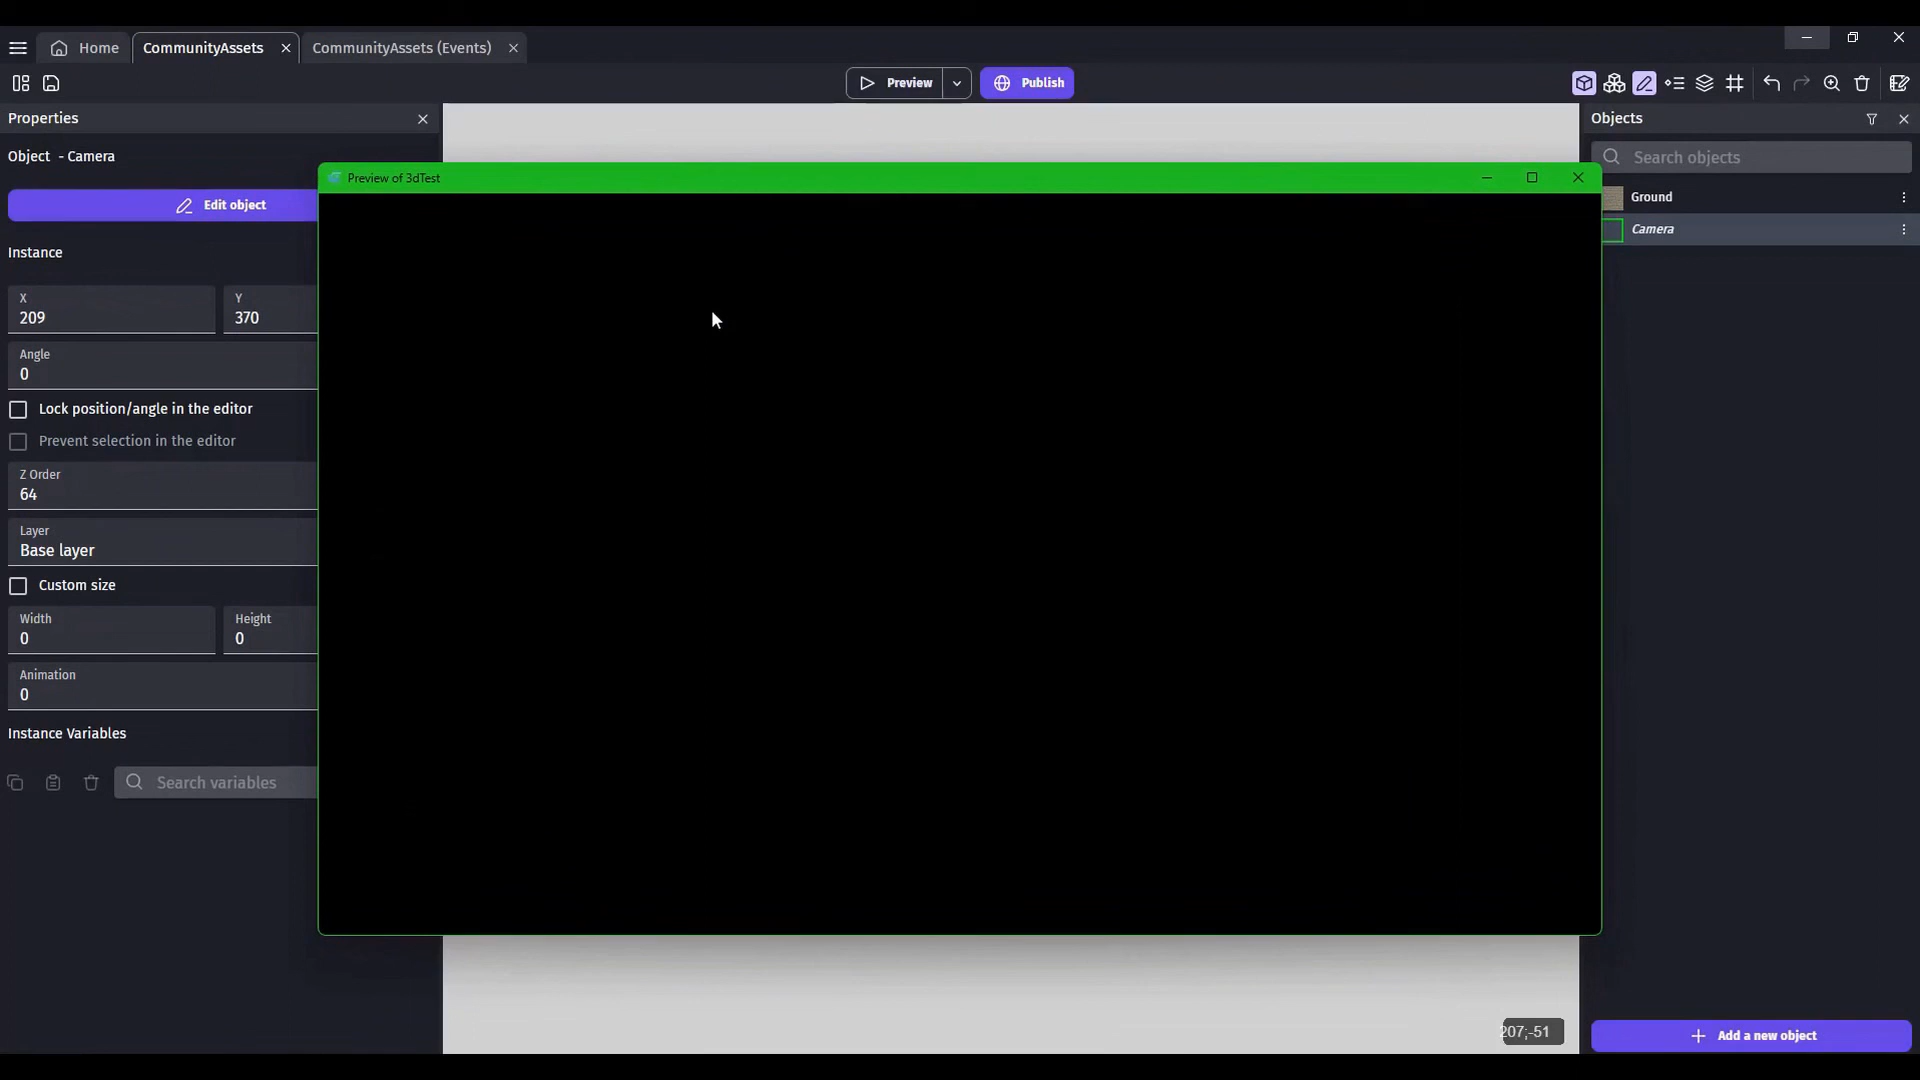 Home
CommunityAssets
CommunityAssets (Events)
Preview
Publish
Properties
Object - Camera
Edit object
Instance
X
209
Y
370
Angle
0
Lock position/angle in the editor
Prevent selection in the editor
Z Order
64
Layer
Base layer
Custom size
Width
0
Height
0
Animation
0
Instance Variables
Search variables
Preview of 3dTest
Objects
Search objects
Ground
Camera
207;-51
Add a new object